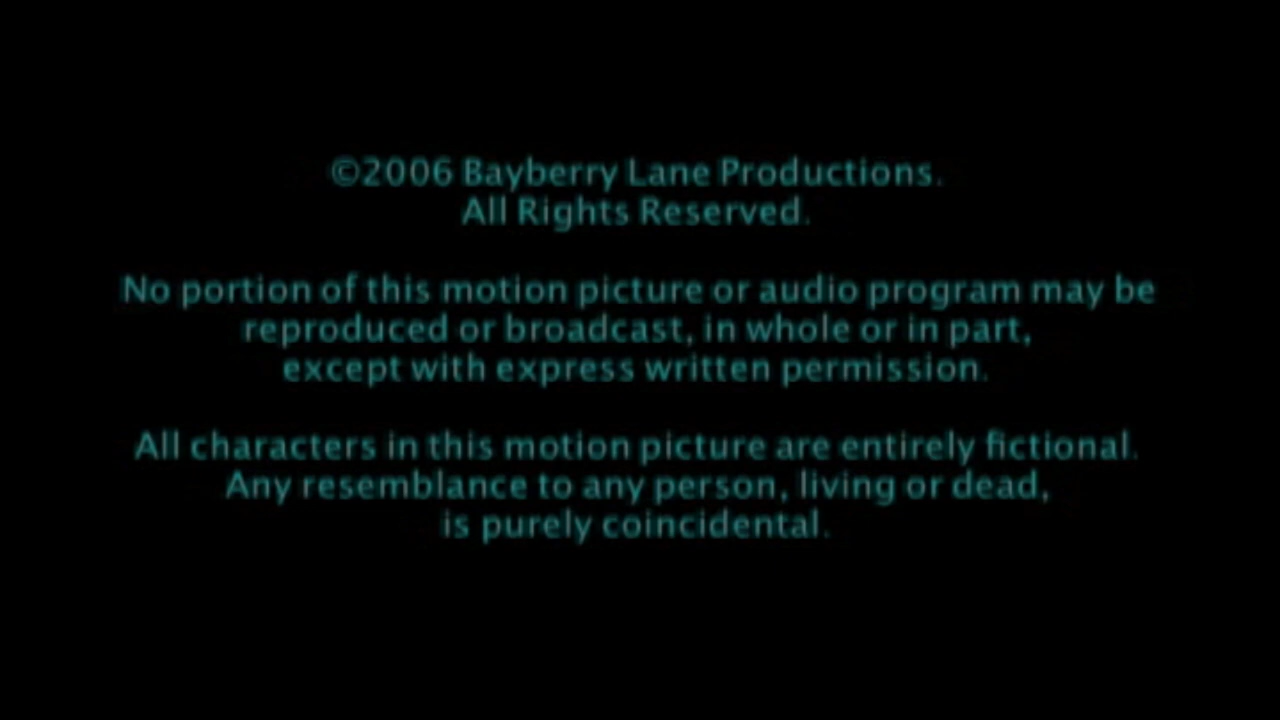 ©2006 Bayberry Lane Productions.
All Rights Reserved.
No portion of this motion picture or audio program may be
reproduced or broadcast, in whole or in part,
except with express written permission.
All characters in this motion picture are entirely fictional.
Any resemblance to any person, living or dead,
is purely coincidental.